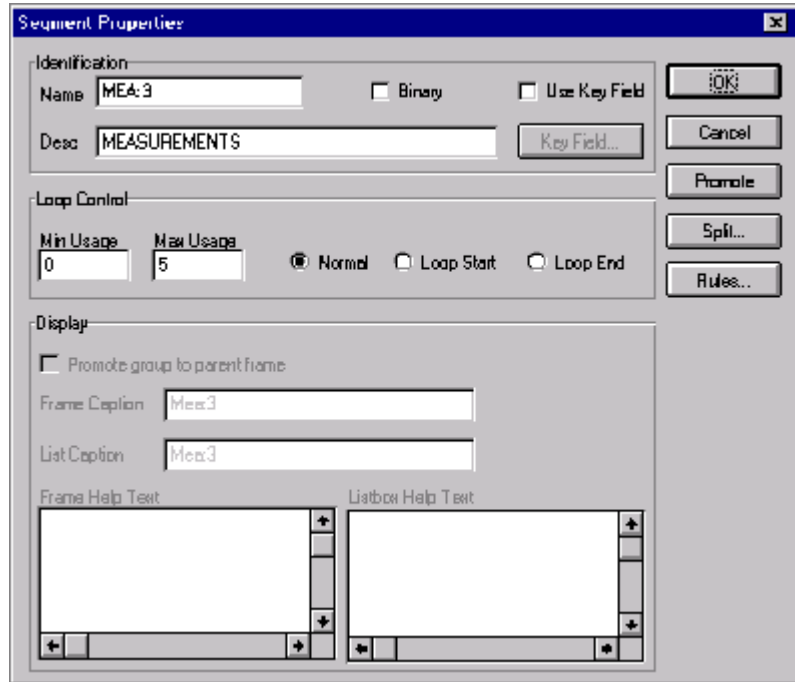 Segment Properties
Identification
Name MEA:3 Binary Use Key Field
Desc MEASUREMENTS Key Field...
OK
Cancel
Promote
Split...
Rules...
Loop Control
Min Usage Max Usage
0 5 Normal Loop Start Loop End
Display
Promote group to parent frame
Frame Caption Mea:3
List Caption Mea:3
Frame Help Text Listbox Help Text